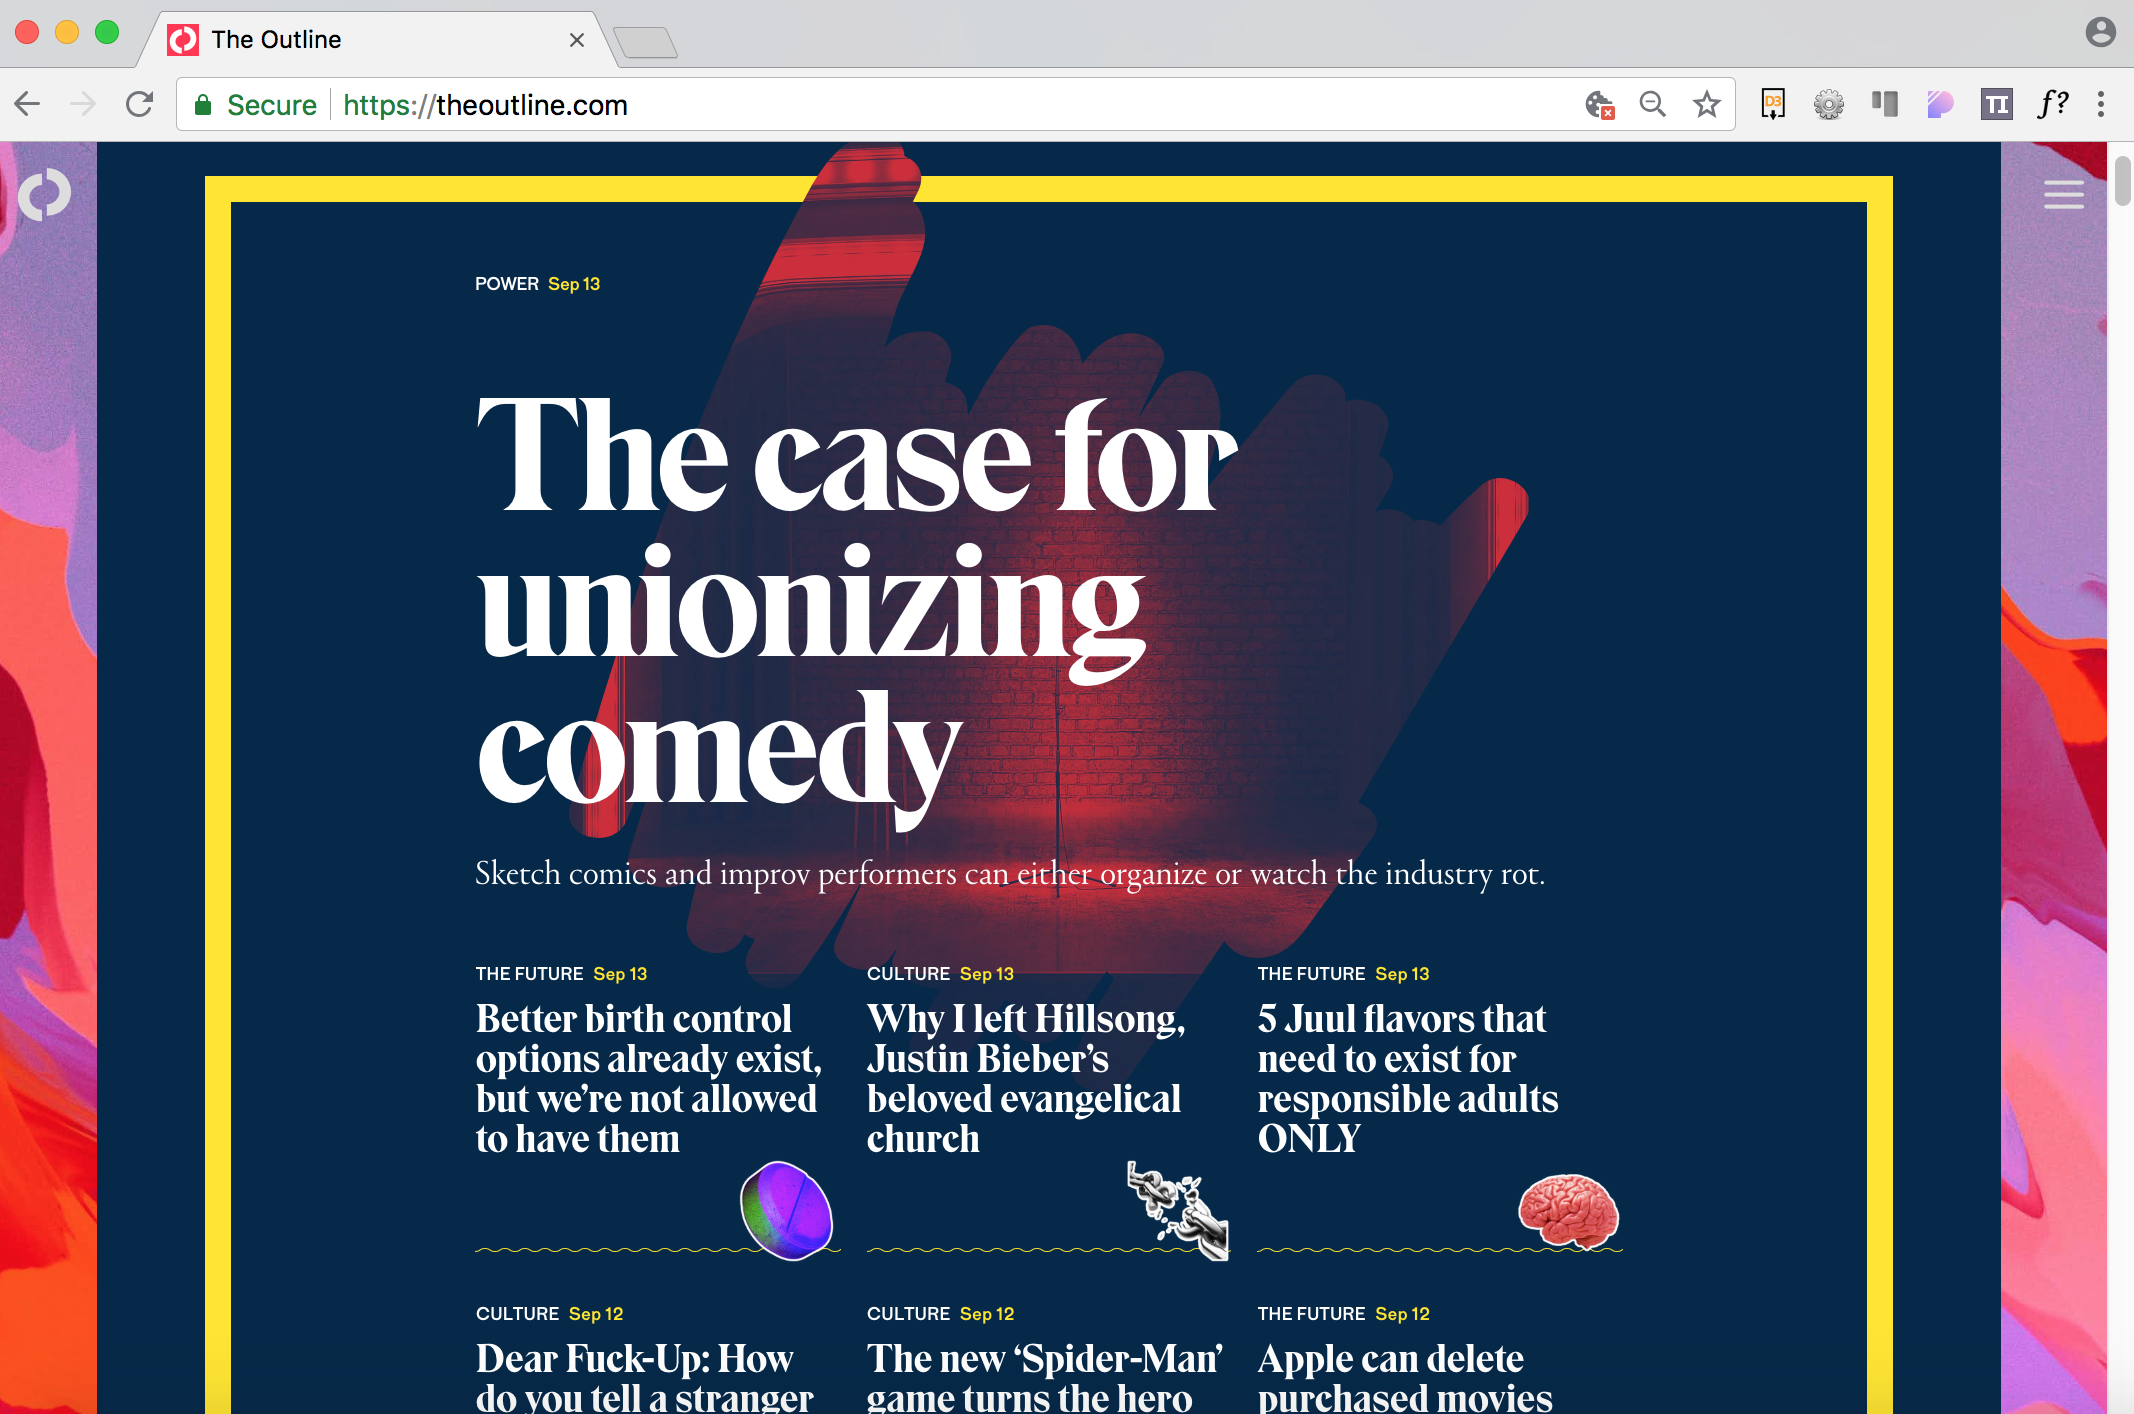 The Outline
Secure https://theoutline.com
D3
TI
f?
POWER Sep 13
The case for
unionizing
comedy
Sketch comics and improv performers can either organize or watch the industry rot.
THE FUTURE Sep 13
Better birth control
options already exist,
but we’re not allowed
to have them
CULTURE Sep 13
Why I left Hillsong,
Justin Bieber’s
beloved evangelical
church
THE FUTURE Sep 13
5 Juul flavors that
need to exist for
responsible adults
ONLY
CULTURE Sep 12
Dear Fuck-Up: How
do you tell a stranger
CULTURE Sep 12
The new ‘Spider-Man’
game turns the hero
THE FUTURE Sep 12
Apple can delete
purchased movies